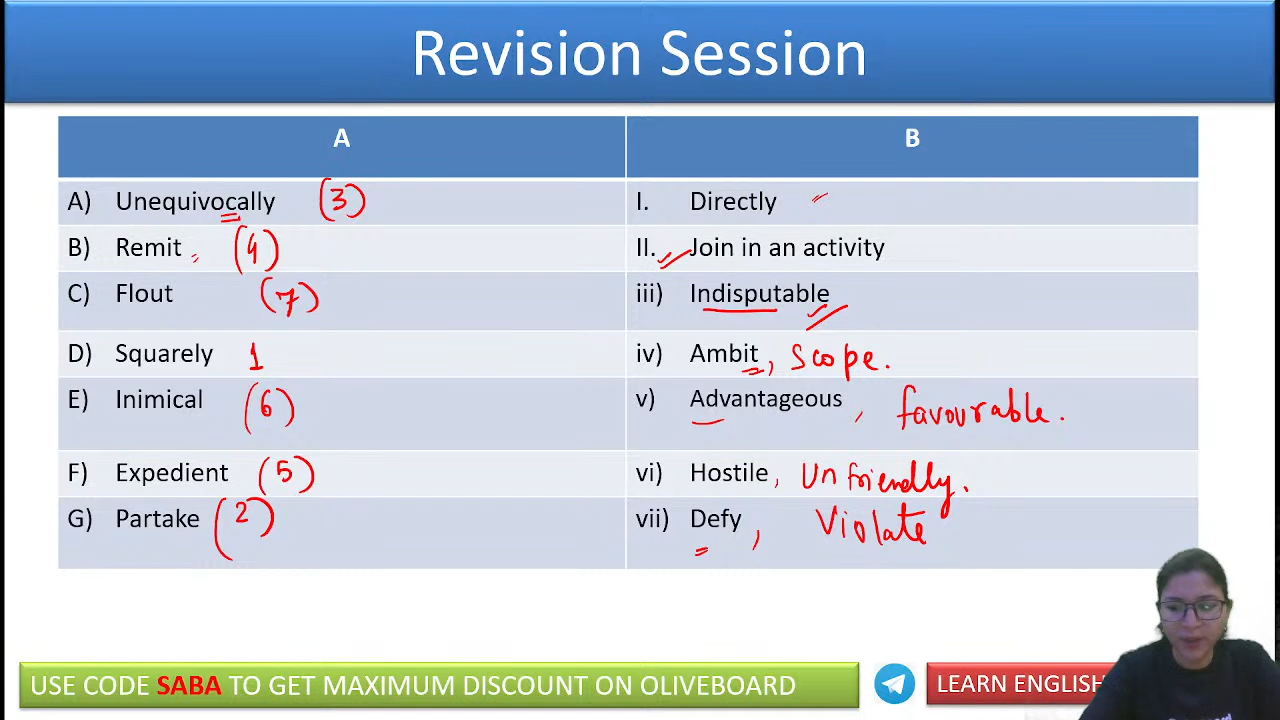 Revision Session
A B
A) Unequivocally (3) I. Directly
B) Remit (4) II. Join in an activity
C) Flout (7) iii) Indisputable
D) Squarely 1 iv) Ambit, Scope.
E) Inimical (6) v) Advantageous, favourable.
F) Expedient (5) vi) Hostile, Unfriendly.
G) Partake (2) vii) Defy, Violate
USE CODE SABA TO GET MAXIMUM DISCOUNT ON OLIVEBOARD LEARN ENGLISH